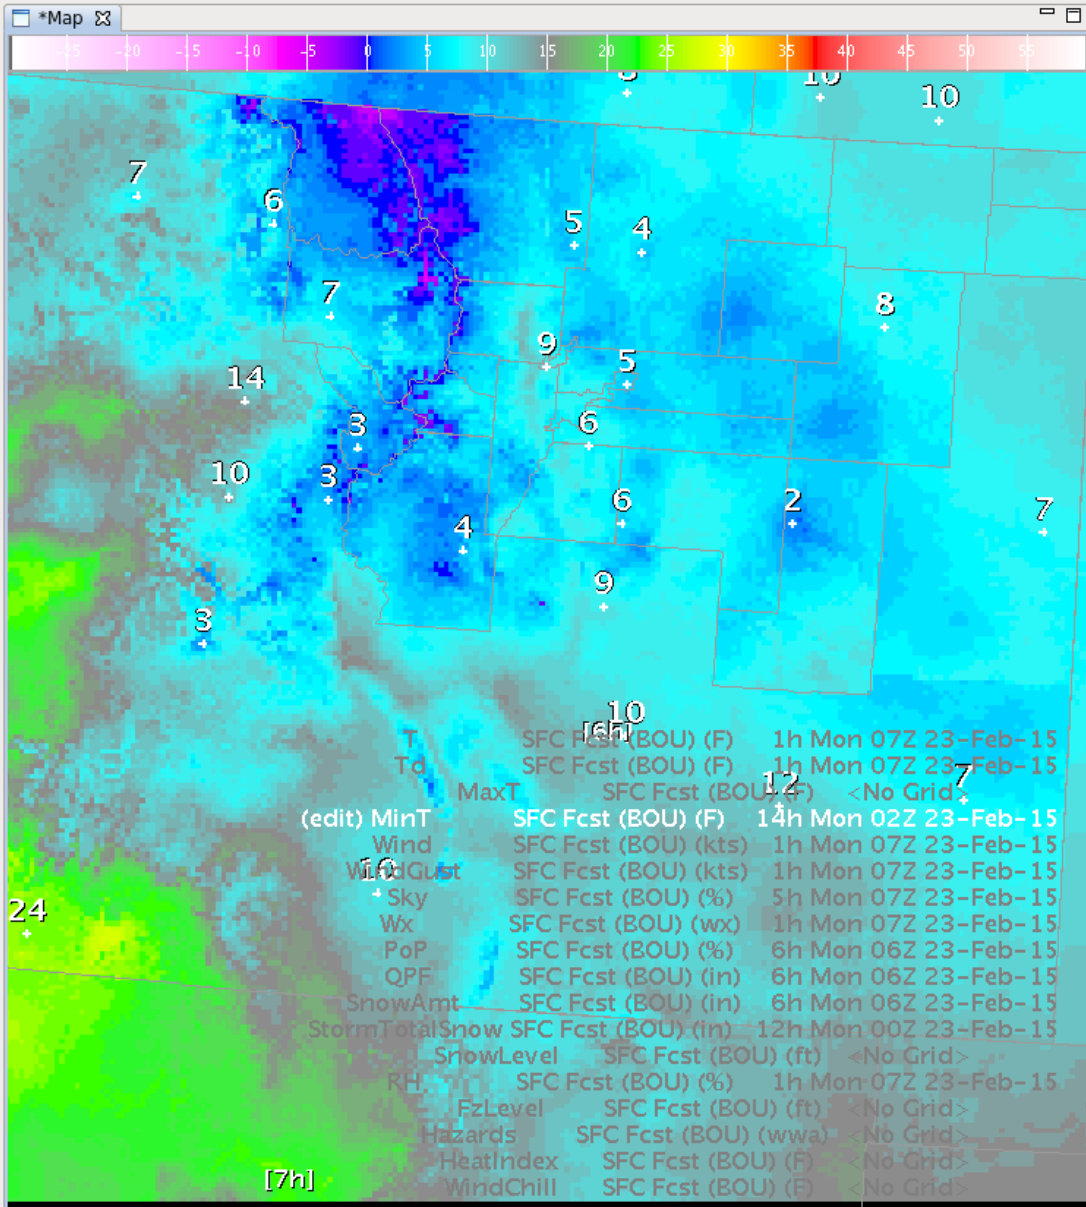 *Map
-25 -20 -15 -10 -5 0 5 10 15 20 25 30 35 40 45 50 55
10
10
7
6
5
4
7
8
9
5
14
3
6
10
3
6
2
7
4
9
3
10
[6h]
T SFC Fcst (BOU) (F) 1h Mon 07Z 23-Feb-15
Td SFC Fcst (BOU) (F) 1h Mon 07Z 23-Feb-15
12
7
MaxT SFC Fcst (BOU) (F) <No Grid>
(edit) MinT SFC Fcst (BOU) (F) 14h Mon 02Z 23-Feb-15
Wind SFC Fcst (BOU) (kts) 1h Mon 07Z 23-Feb-15
WindGust SFC Fcst (BOU) (kts) 1h Mon 07Z 23-Feb-15
Sky SFC Fcst (BOU) (%) 5h Mon 07Z 23-Feb-15
24
Wx SFC Fcst (BOU) (wx) 1h Mon 07Z 23-Feb-15
PoP SFC Fcst (BOU) (%) 6h Mon 06Z 23-Feb-15
QPF SFC Fcst (BOU) (in) 6h Mon 06Z 23-Feb-15
SnowAmt SFC Fcst (BOU) (in) 6h Mon 06Z 23-Feb-15
StormTotalSnow SFC Fcst (BOU) (in) 12h Mon 00Z 23-Feb-15
SnowLevel SFC Fcst (BOU) (ft) <No Grid>
RH SFC Fcst (BOU) (%) 1h Mon 07Z 23-Feb-15
FzLevel SFC Fcst (BOU) (ft) <No Grid>
Hazards SFC Fcst (BOU) (wwa) <No Grid>
HeatIndex SFC Fcst (BOU) (F) <No Grid>
[7h]
WindChill SFC Fcst (BOU) (F) <No Grid>